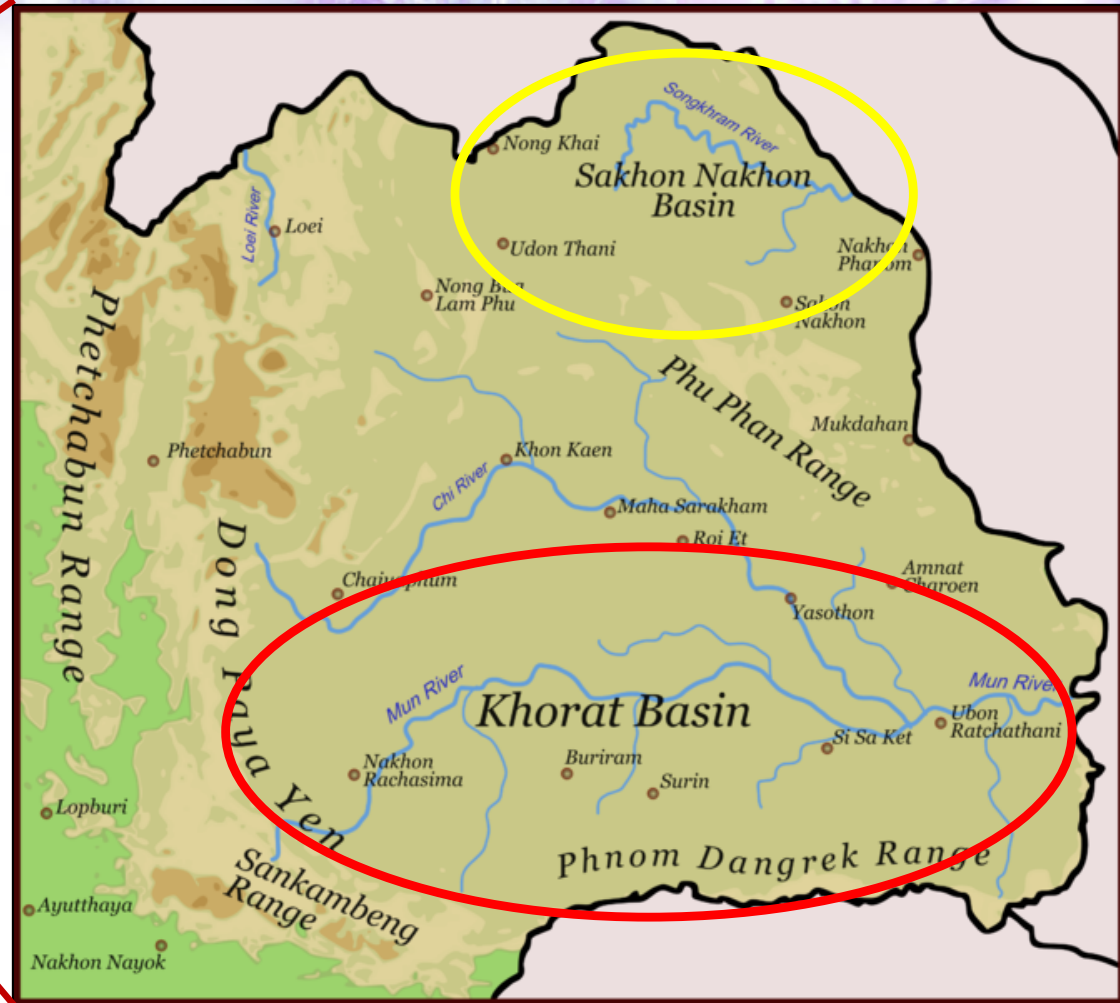 Songkhram River
Nong Khai
Sakhon Nakhon
Basin
Loei River
Loei
Udon Thani
Nakhon
Phanom
Nong Bua
Lam Phu
Sakon
Nakhon
Phetchabun Range
Phu Phan Range
Mukdahan
Phetchabun
Khon Kaen
Chi River
Maha Sarakham
Roi Et
Dong Paya Yen
Chaiyaphum
Amnat
Charoen
Yasothon
Mun River
Mun River
Khorat Basin
Ubon
Ratchathani
Si Sa Ket
Nakhon
Rachasima
Buriram
Surin
Lopburi
Phnom Dangrek Range
Sankambeng
Range
Ayutthaya
Nakhon Nayok